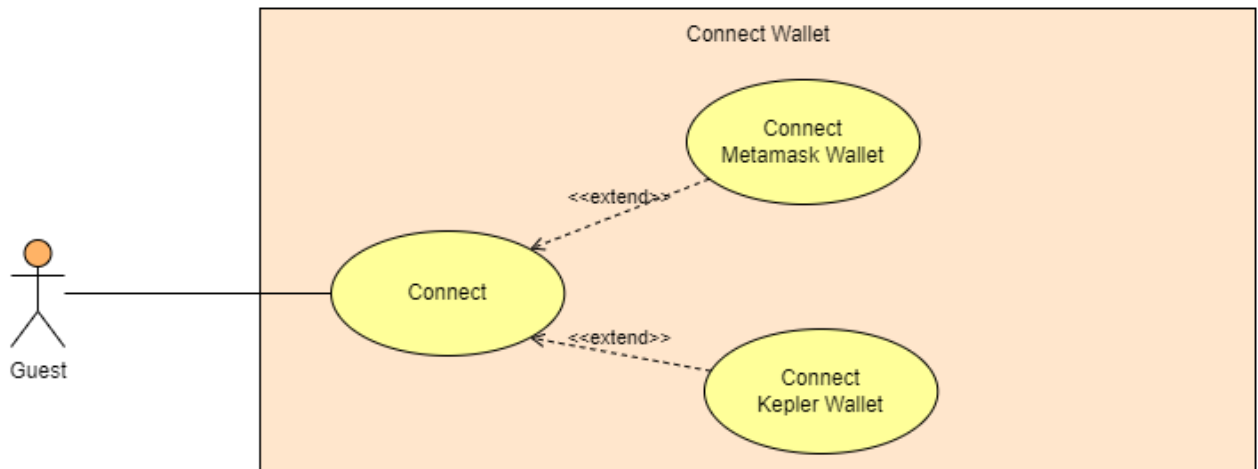 Connect Wallet
Connect
Metamask Wallet
<<extend>>
Connect
Guest
<<extend>>
Connect
Kepler Wallet